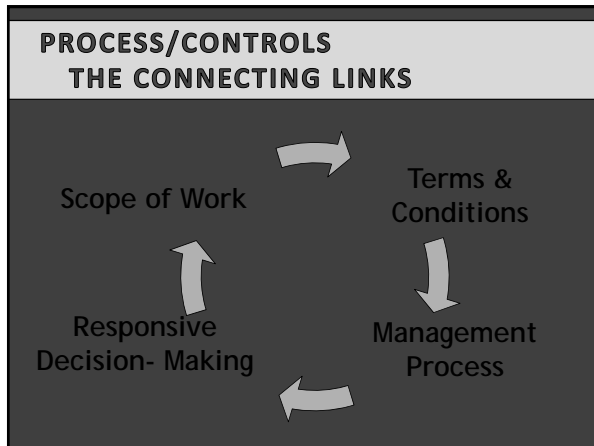 PROCESS/CONTROLS
THE CONNECTING LINKS
Scope of Work
Terms &
Conditions
Management
Process
Responsive
Decision- Making